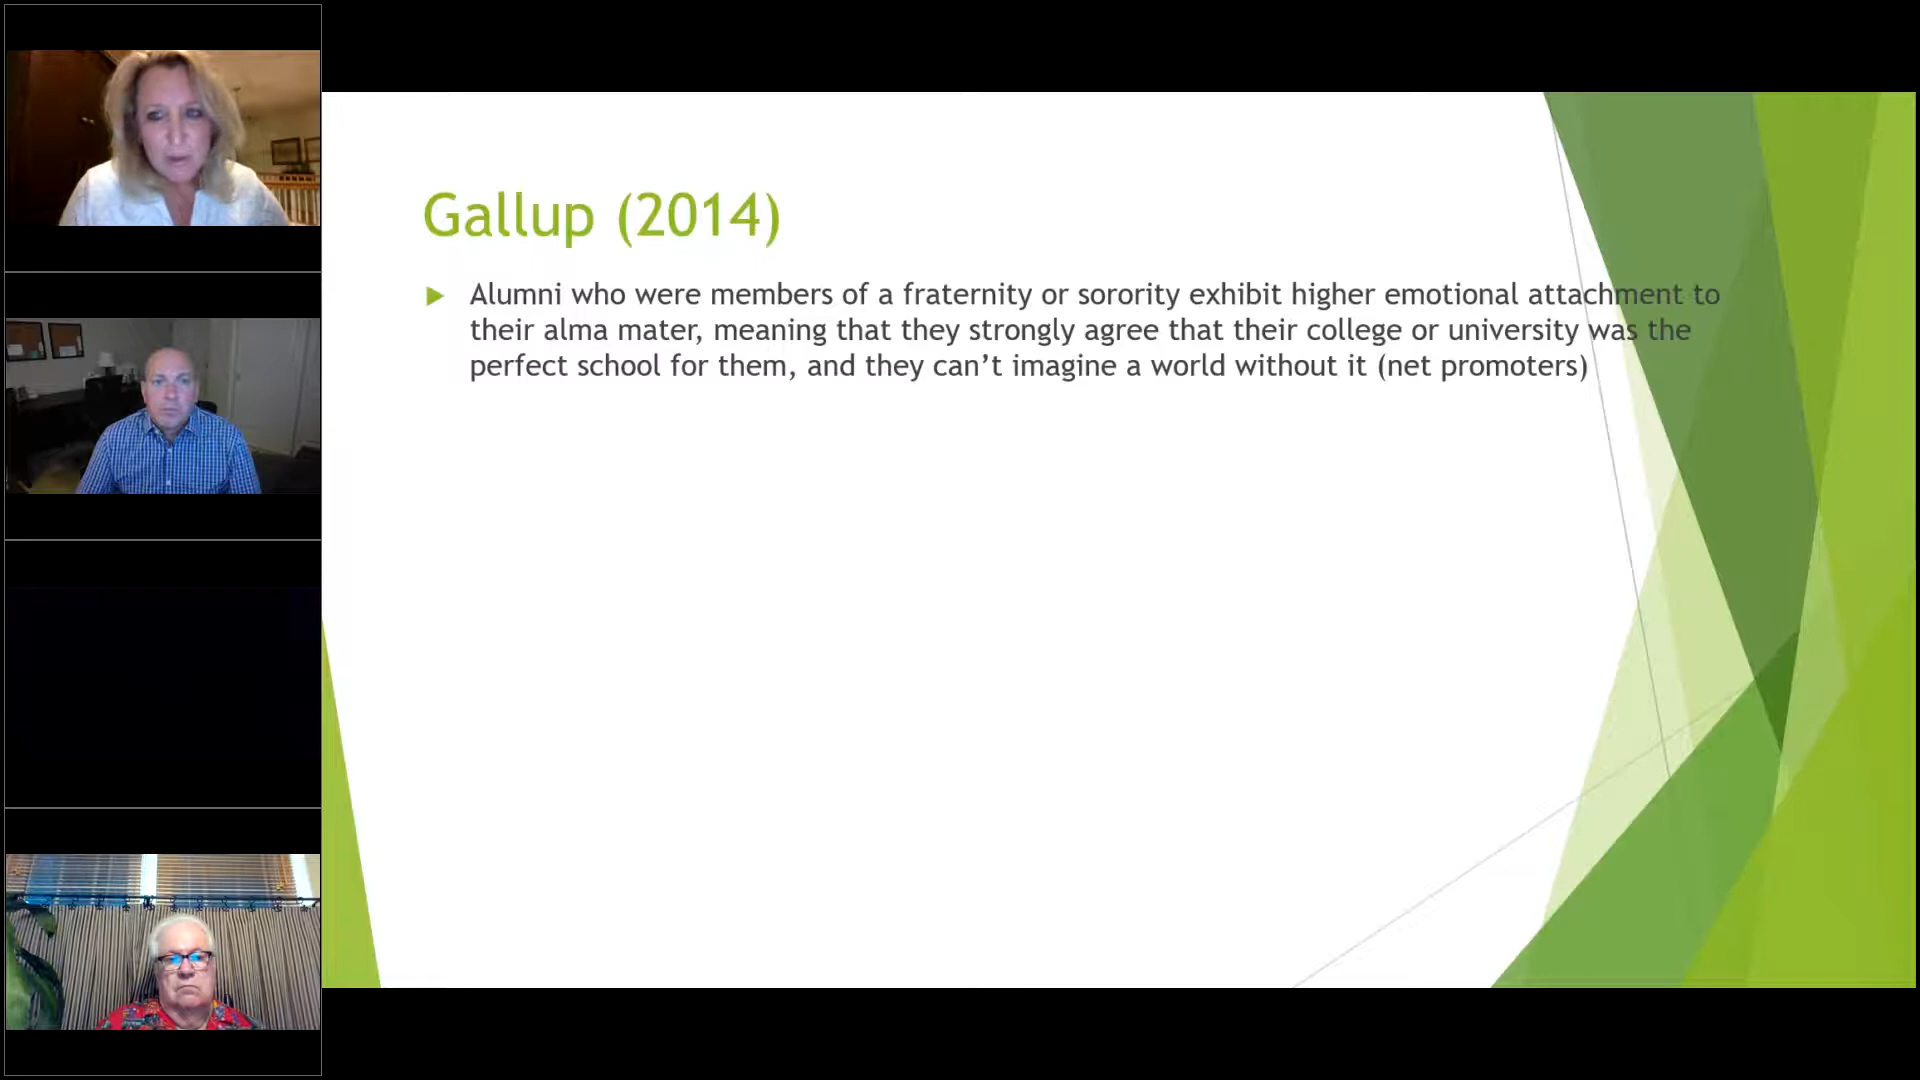 Gallup (2014)
Alumni who were members of a fraternity or sorority exhibit higher emotional attachment to
their alma mater, meaning that they strongly agree that their college or university was the
perfect school for them, and they can’t imagine a world without it (net promoters)